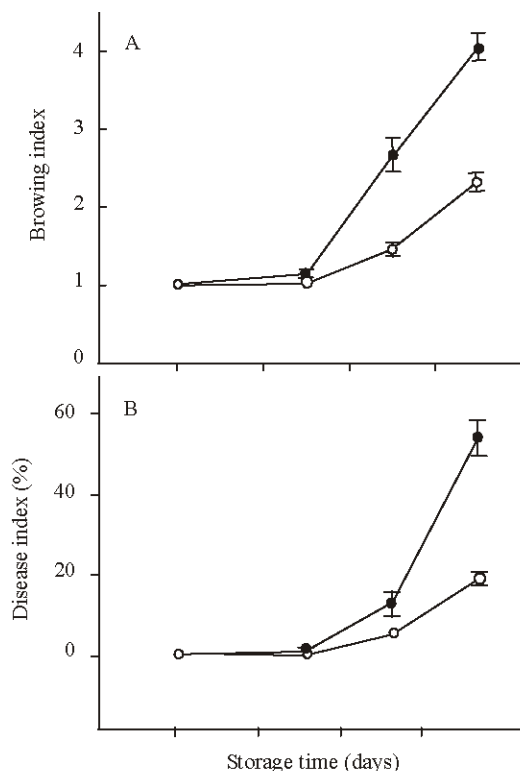 A
4
3
2
1
0
Browing index
B
60
40
20
0
Disease index (%)
Storage time (days)